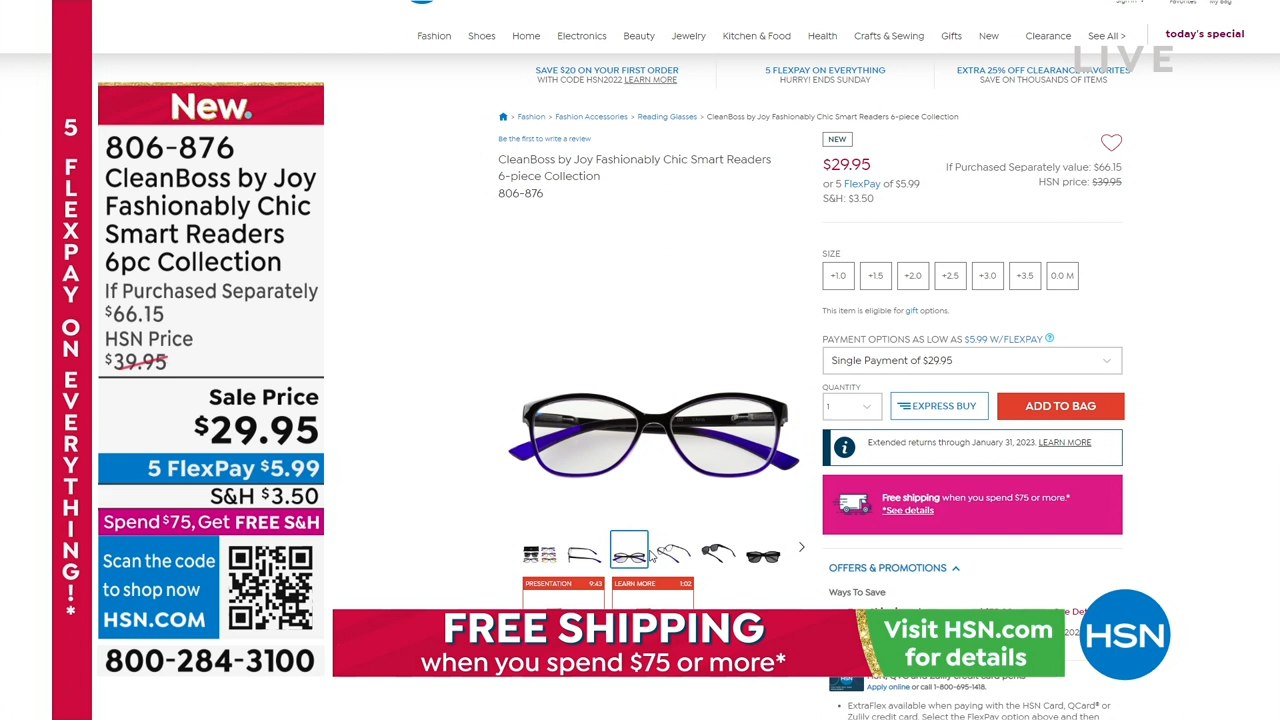 5 FLEXPAY ON EVERYTHING!*
New.
806-876
CleanBoss by Joy
Fashionably Chic
Smart Readers
6pc Collection
If Purchased Separately
$66.15
HSN Price
$39.95
Sale Price
$29.95
5 FlexPay $5.99
S&H $3.50
Spend $75, Get FREE S&H
Scan the code
to shop now
HSN.COM
800-284-3100
Favorites My Bag
Fashion Shoes Home Electronics Beauty Jewelry Kitchen & Food Health Crafts & Sewing Gifts New Clearance See All > today's special
LIVE
SAVE $20 ON YOUR FIRST ORDER
WITH CODE HSN2022 LEARN MORE
5 FLEXPAY ON EVERYTHING
HURRY! ENDS SUNDAY
EXTRA 25% OFF CLEARANCE FAVORITES
SAVE ON THOUSANDS OF ITEMS
> Fashion > Fashion Accessories > Reading Glasses > CleanBoss by Joy Fashionably Chic Smart Readers 6-piece Collection
Be the first to write a review
CleanBoss by Joy Fashionably Chic Smart Readers
6-piece Collection
806-876
NEW
$29.95
or 5 FlexPay of $5.99
S&H: $3.50
If Purchased Separately value: $66.15
HSN price: $39.95
SIZE
+1.0 +1.5 +2.0 +2.5 +3.0 +3.5 0.0 M
This item is eligible for gift options.
PAYMENT OPTIONS AS LOW AS $5.99 W/FLEXPAY ?
Single Payment of $29.95
QUANTITY
1
EXPRESS BUY
ADD TO BAG
Extended returns through January 31, 2023. LEARN MORE
Free shipping when you spend $75 or more.*
*See details
PRESENTATION 9:43
LEARN MORE 1:02
OFFERS & PROMOTIONS
Ways To Save
FREE SHIPPING
when you spend $75 or more*
Visit HSN.com
for details
HSN
Apply online or call 1-800-695-1418.
• ExtraFlex available when paying with the HSN Card, QCard® or
Zulily credit card. Select the FlexPay option above and then